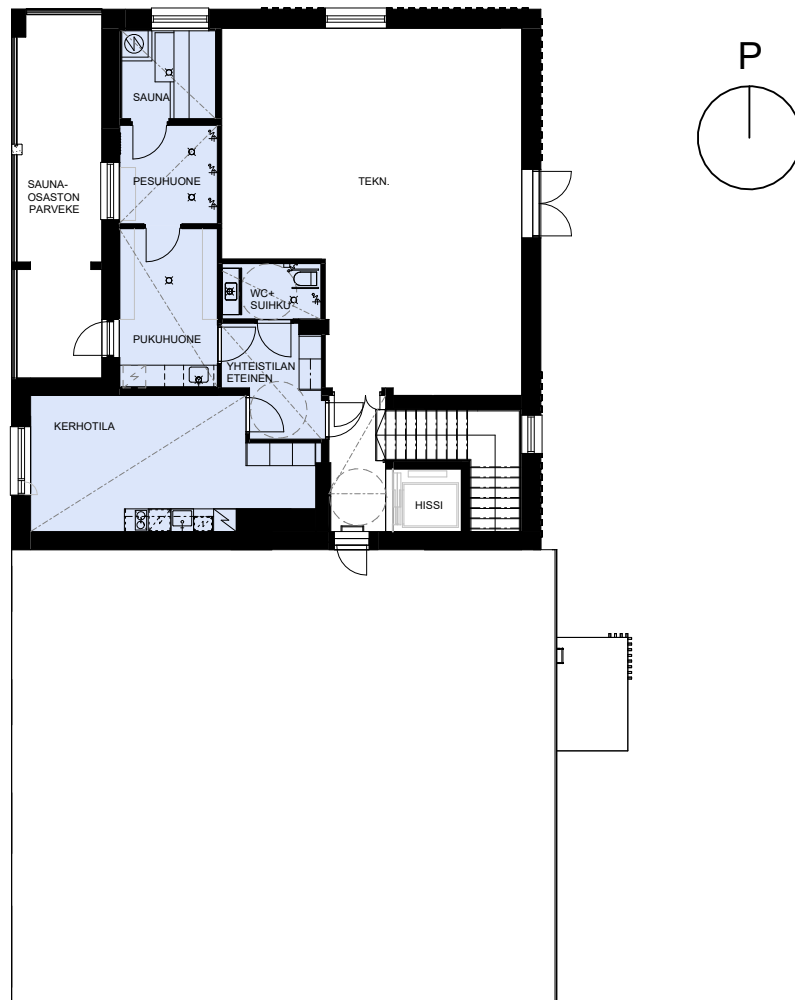 P
SAUNA
PESUHUONE
SAUNA-
OSASTON
PARVEKE
TEKN.
WC+
SUIHKU
PUKUHUONE
YHTEISTILAN
ETEINEN
KERHOTILA
HISSI